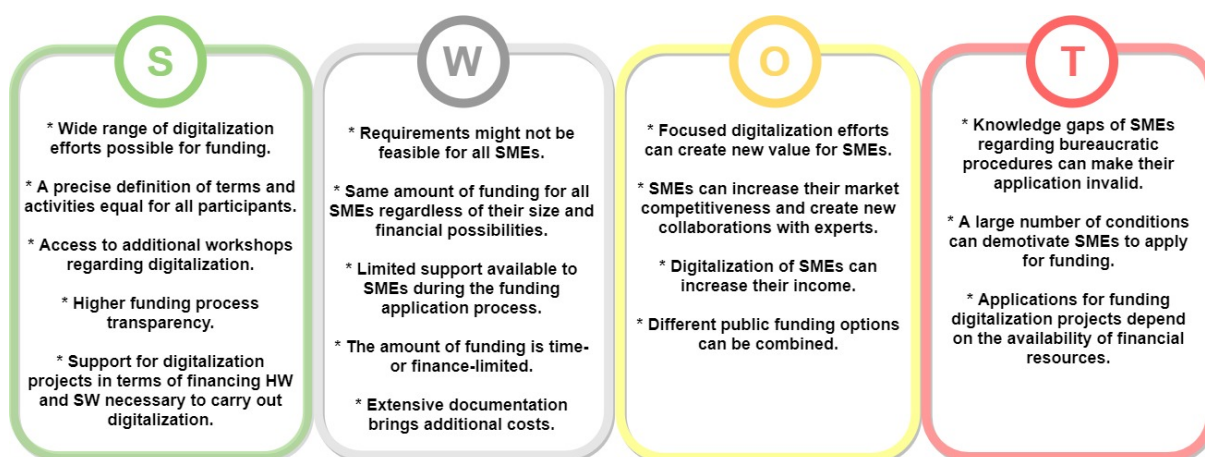 S
* Wide range of digitalization
efforts possible for funding.
* A precise definition of terms and
activities equal for all participants.
* Access to additional workshops
regarding digitalization.
* Higher funding process
transparency.
* Support for digitalization
projects in terms of financing HW
and SW necessary to carry out
digitalization.
W
* Requirements might not be
feasible for all SMEs.
* Same amount of funding for all
SMEs regardless of their size and
financial possibilities.
* Limited support available to
SMEs during the funding
application process.
* The amount of funding is time-
or finance-limited.
* Extensive documentation
brings additional costs.
O
* Focused digitalization efforts
can create new value for SMEs.
* SMEs can increase their market
competitiveness and create new
collaborations with experts.
* Digitalization of SMEs can
increase their income.
* Different public funding options
can be combined.
T
* Knowledge gaps of SMEs
regarding bureaucratic
procedures can make their
application invalid.
* A large number of conditions
can demotivate SMEs to apply
for funding.
* Applications for funding
digitalization projects depend
on the availability of financial
resources.